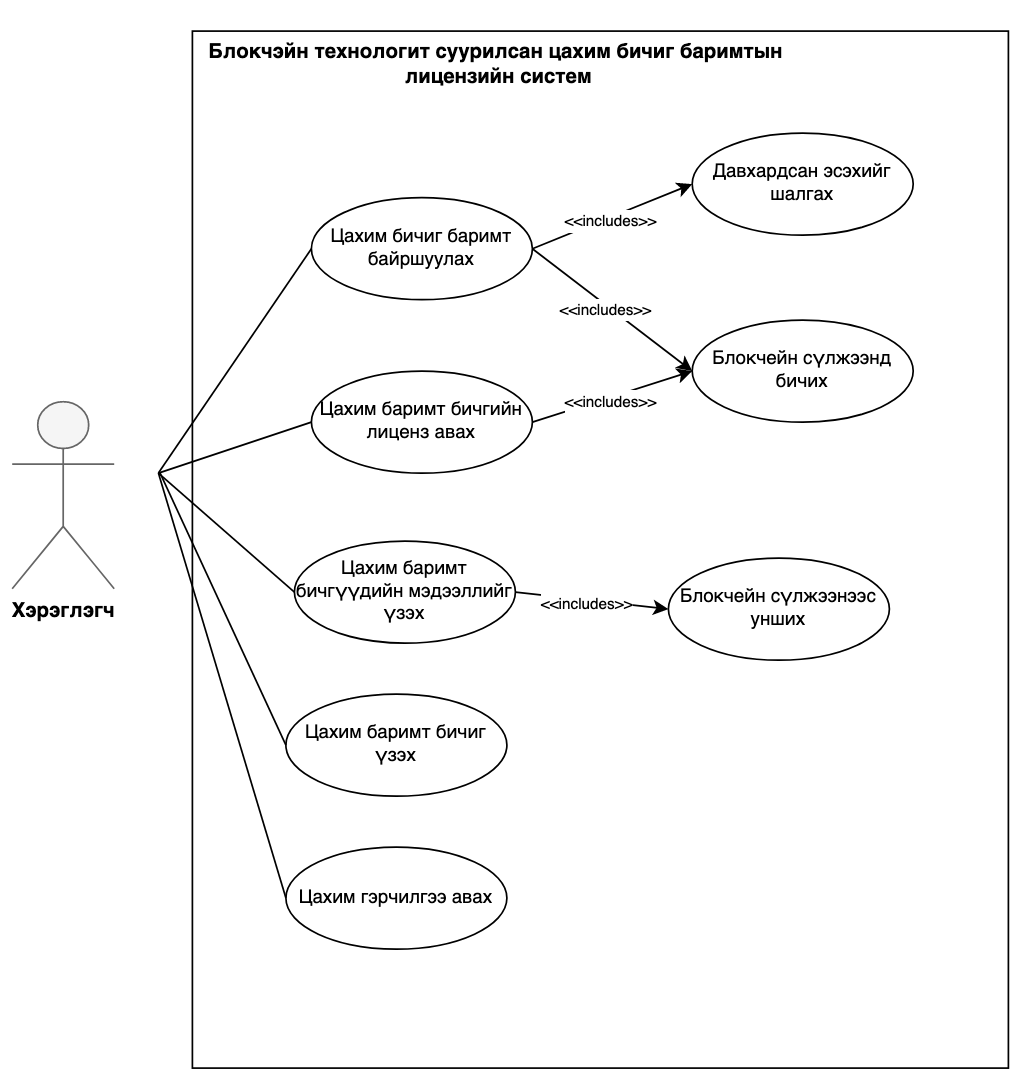 Блокчэйн технологит суурилсан цахим бичиг баримтын
лицензийн систем
Давхардсан эсэхийг
шалгах
<<includes>>
Цахим бичиг баримт
байршуулах
<<includes>>
Блокчейн сүлжээнд
бичих
<<includes>>
Цахим баримт бичгийн
лиценз авах
Цахим баримт
бичгүүдийн мэдээллийг
үзэх
<<includes>>
Блокчейн сүлжээнээс
унших
Хэрэглэгч
Цахим баримт бичиг
үзэх
Цахим гэрчилгээ авах